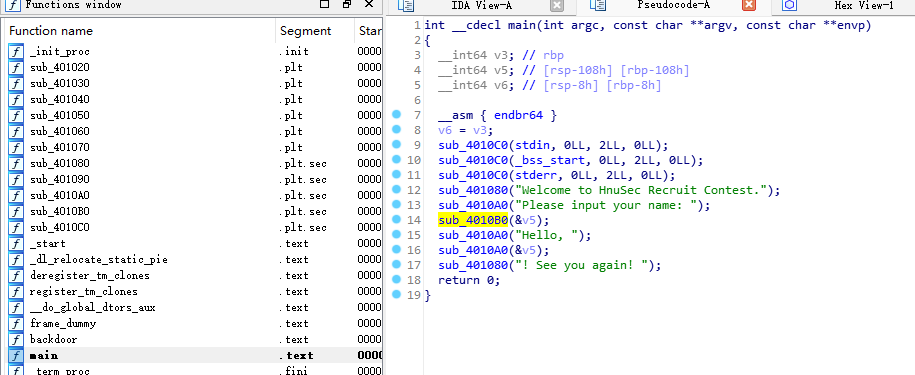 Functions window
Function name Segment Star
f _init_proc .init 0000
f sub_401020 .plt 0000
f sub_401030 .plt 0000
f sub_401040 .plt 0000
f sub_401050 .plt 0000
f sub_401060 .plt 0000
f sub_401070 .plt 0000
f sub_401080 .plt.sec 0000
f sub_401090 .plt.sec 0000
f sub_4010A0 .plt.sec 0000
f sub_4010B0 .plt.sec 0000
f sub_4010C0 .plt.sec 0000
f _start .text 0000
f _dl_relocate_static_pie .text 0000
f deregister_tm_clones .text 0000
f register_tm_clones .text 0000
f __do_global_dtors_aux .text 0000
f frame_dummy .text 0000
f backdoor .text 0000
f main .text 0000
f _term_proc .fini 0000
IDA View-A Pseudocode-A Hex View-1
1 int __cdecl main(int argc, const char **argv, const char **envp)
2 {
3 __int64 v3; // rbp
4 __int64 v5; // [rsp-108h] [rbp-108h]
5 __int64 v6; // [rsp-8h] [rbp-8h]
6
7 __asm { endbr64 }
8 v6 = v3;
9 sub_4010C0(stdin, 0LL, 2LL, 0LL);
10 sub_4010C0(_bss_start, 0LL, 2LL, 0LL);
11 sub_4010C0(stderr, 0LL, 2LL, 0LL);
12 sub_401080("Welcome to HnuSec Recruit Contest.");
13 sub_4010A0("Please input your name: ");
14 sub_4010B0(&v5);
15 sub_4010A0("Hello, ");
16 sub_4010A0(&v5);
17 sub_401080("! See you again! ");
18 return 0;
19 }